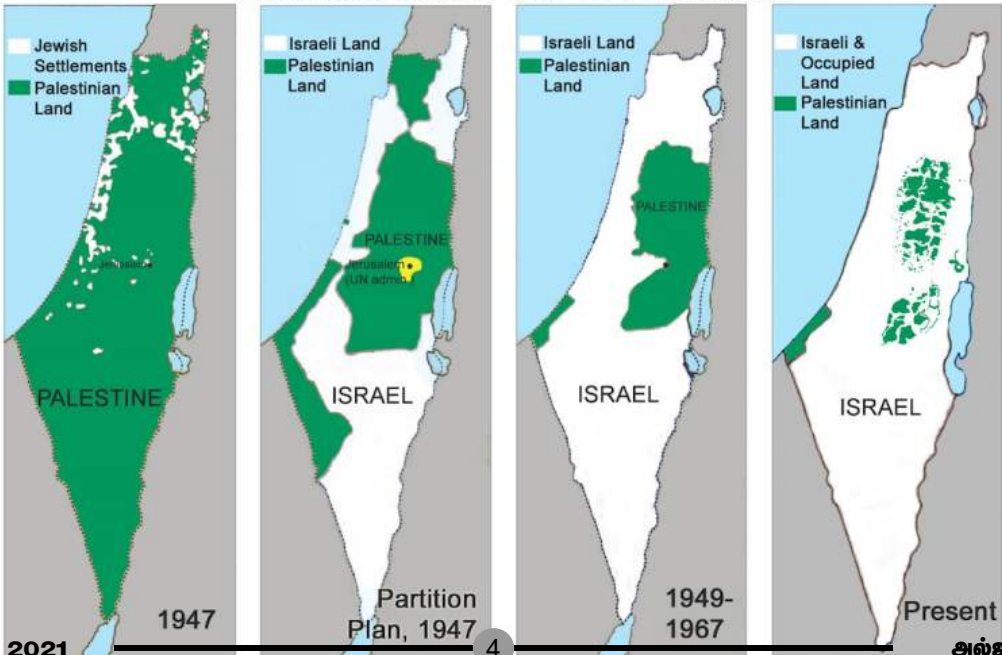 Jewish
Settlements
Palestinian
Land
Jerusalem
PALESTINE
1947
Israeli Land
Palestinian
Land
PALESTINE
Jerusalem
(UN admin.)
ISRAEL
Partition
Plan, 1947
Israeli Land
Palestinian
Land
PALESTINE
ISRAEL
1949-
1967
Israeli &
Occupied
Land
Palestinian
Land
ISRAEL
Present
2021
4